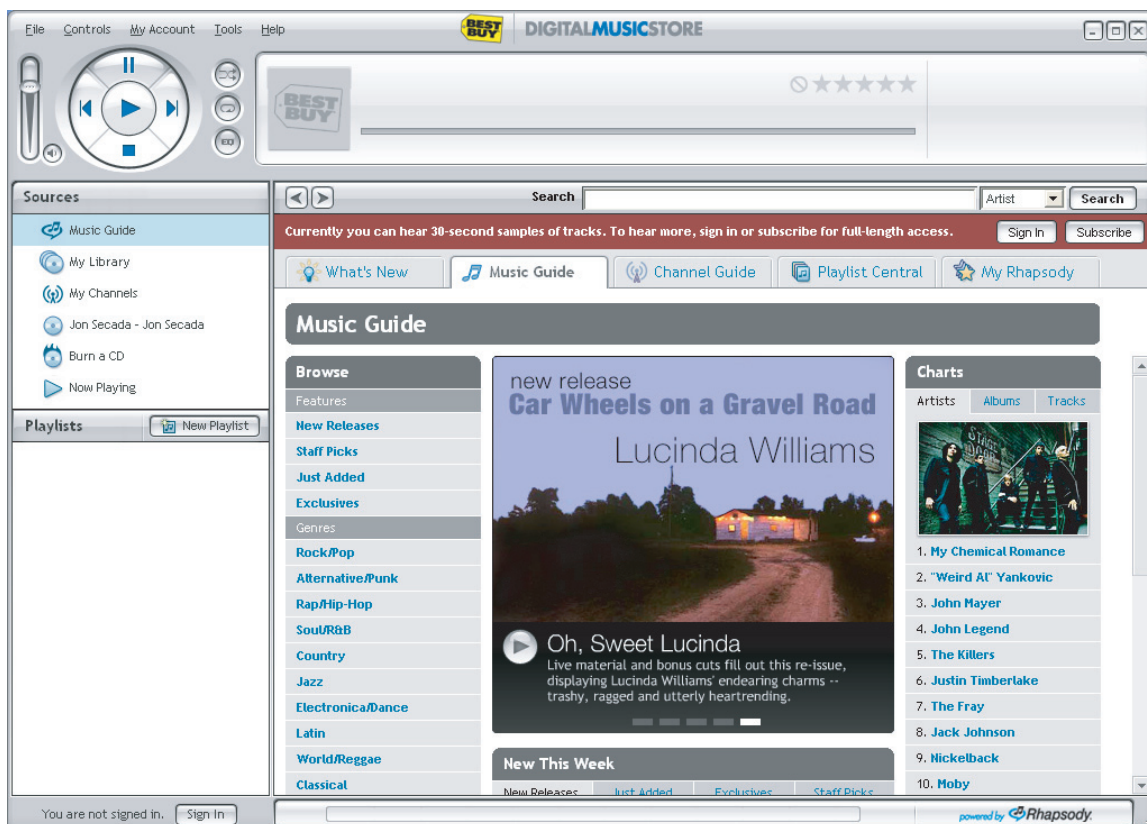 File Controls My Account Tools Help
BEST BUY DIGITALMUSICSTORE
EQ
BEST BUY
Sources
Music Guide
My Library
My Channels
Jon Secada - Jon Secada
Burn a CD
Now Playing
Playlists New Playlist
Search Artist Search
Currently you can hear 30-second samples of tracks. To hear more, sign in or subscribe for full-length access. Sign In Subscribe
What's New Music Guide Channel Guide Playlist Central My Rhapsody
Music Guide
Browse
Features
New Releases
Staff Picks
Just Added
Exclusives
Genres
Rock/Pop
Alternative/Punk
Rap/Hip-Hop
Soul/R&B
Country
Jazz
Electronica/Dance
Latin
World/Reggae
Classical
new release
Car Wheels on a Gravel Road
Lucinda Williams
Oh, Sweet Lucinda
Live material and bonus cuts fill out this re-issue,
displaying Lucinda Williams' endearing charms --
trashy, ragged and utterly heartrending.
New This Week
New Releases Just Added Exclusives Staff Picks
Charts
Artists Albums Tracks
STAGE
DOOR
1. My Chemical Romance
2. "Weird Al" Yankovic
3. John Mayer
4. John Legend
5. The Killers
6. Justin Timberlake
7. The Fray
8. Jack Johnson
9. Nickelback
10. Moby
You are not signed in. Sign In
powered by Rhapsody.